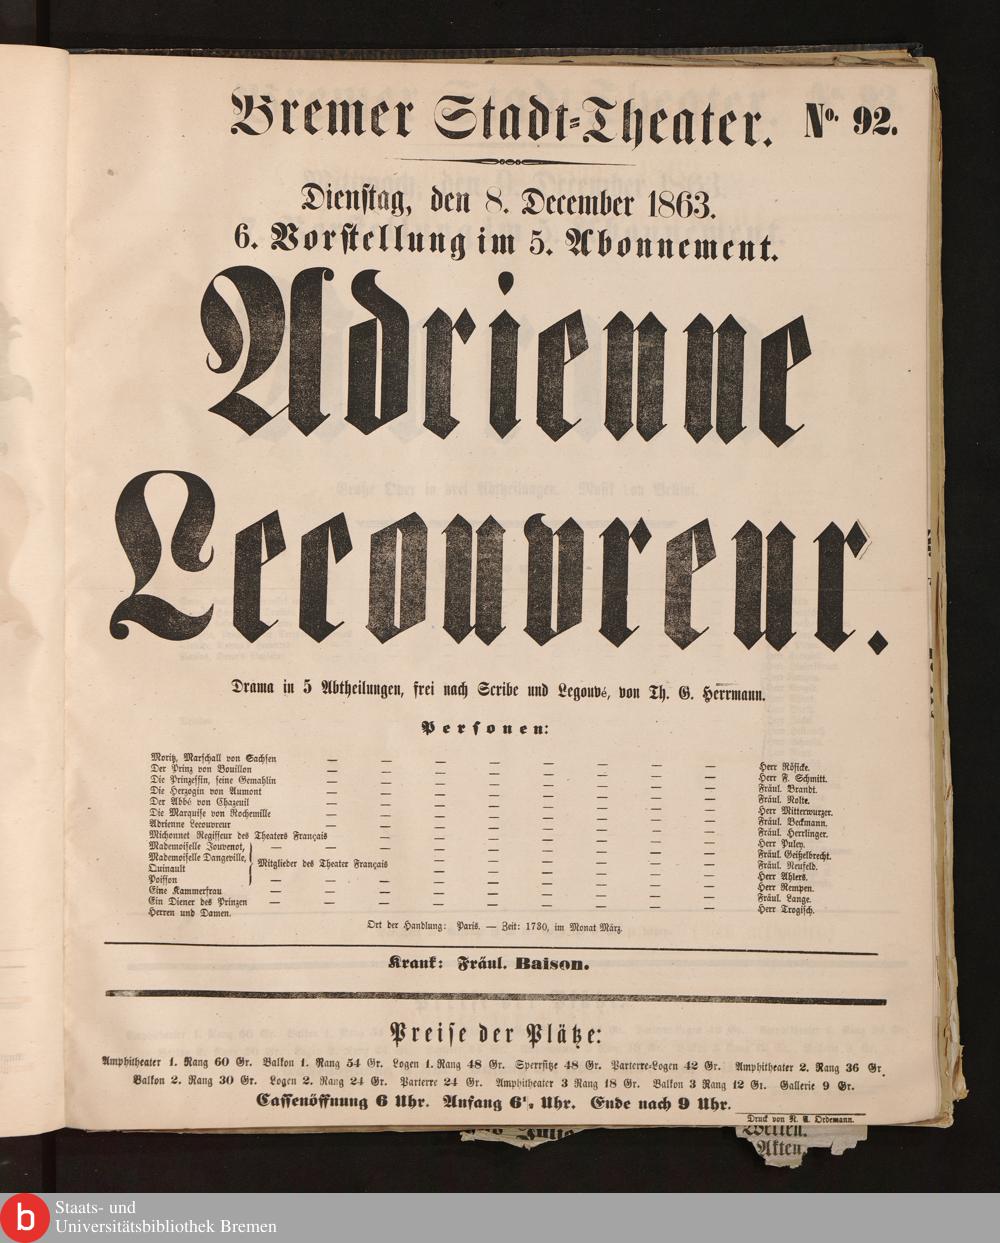 Bremer Stadt=Theater. No. 92.
Dienstag, den 8. December 1863.
6. Vorstellung im 5. Abonnement.
Adrienne
Lecouvreur.
Drama in 5 Abtheilungen, frei nach Scribe und Legouvé, von Th. G. Herrmann.
Personen:
Moritz, Marschall von Sachsen — — — — — — — — Herr Rösicke.
Der Prinz von Bouillon — — — — — — — — Herr F. Schmitt.
Die Prinzessin, seine Gemahlin — — — — — — — — Fräul. Brandt.
Die Herzogin von Aumont — — — — — — — — Fräul. Nolte.
Der Abbé von Chazeuil — — — — — — — — Herr Mitterwurzer.
Die Marquise von Rochemille — — — — — — — — Fräul. Beckmann.
Adrienne Lecouvreur — — — — — — — — Fräul. Herrlinger.
Michonnet Regisseur des Theaters Français — — — — — — — Herr Puley.
Mademoiselle Jouvenot, — — — — — — — — — Fräul. Geitzelbrecht.
Mademoiselle Dangeville, Mitglieder des Theater Français — — — — — — Fräul. Neufeld.
Quinault — — — — — — Herr Ahlers.
Poisson — — — — — — — — — Herr Rempen.
Eine Kammerfrau — — — — — — — — — Fräul. Lange.
Ein Diener des Prinzen — — — — — — — — — Herr Trogisch.
Herren und Damen.
Ort der Handlung: Paris. — Zeit: 1730, im Monat März.
Krank: Fräul. Baison.
Preise der Plätze:
Amphitheater 1. Rang 60 Gr. Balkon 1. Rang 54 Gr. Logen 1. Rang 48 Gr. Sperrsitze 48 Gr. Parterre-Logen 42 Gr. Amphitheater 2. Rang 36 Gr.
Balkon 2. Rang 30 Gr. Logen 2. Rang 24 Gr. Parterre 24 Gr. Amphitheater 3 Rang 18 Gr. Balkon 3 Rang 12 Gr. Gallerie 9 Gr.
Cassenöffnung 6 Uhr. Anfang 6½ Uhr. Ende nach 9 Uhr.
Druck von A. D. Ordemann.
Akten.
b Staats- und
Universitätsbibliothek Bremen